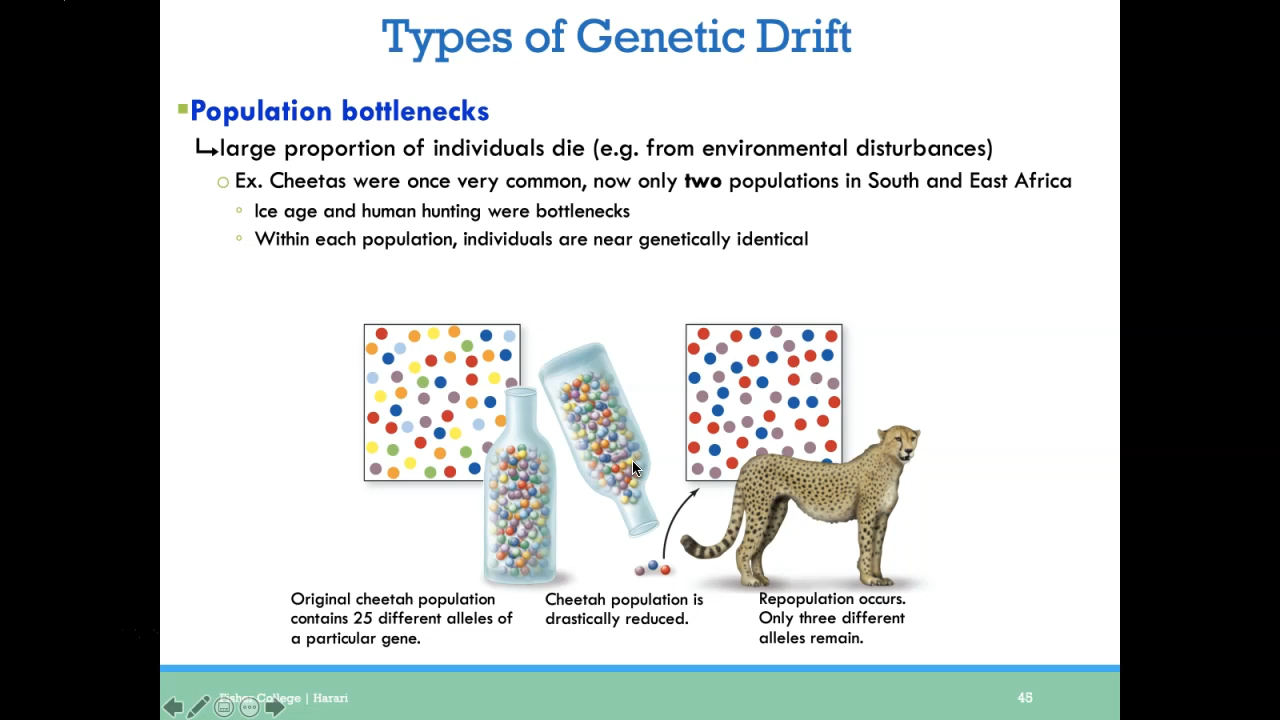 Types of Genetic Drift
Population bottlenecks
large proportion of individuals die (e.g. from environmental disturbances)
Ex. Cheetas were once very common, now only two populations in South and East Africa
Ice age and human hunting were bottlenecks
Within each population, individuals are near genetically identical
Original cheetah population
contains 25 different alleles of
a particular gene.
Cheetah population is
drastically reduced.
Repopulation occurs.
Only three different
alleles remain.
Fisher College | Harari
45